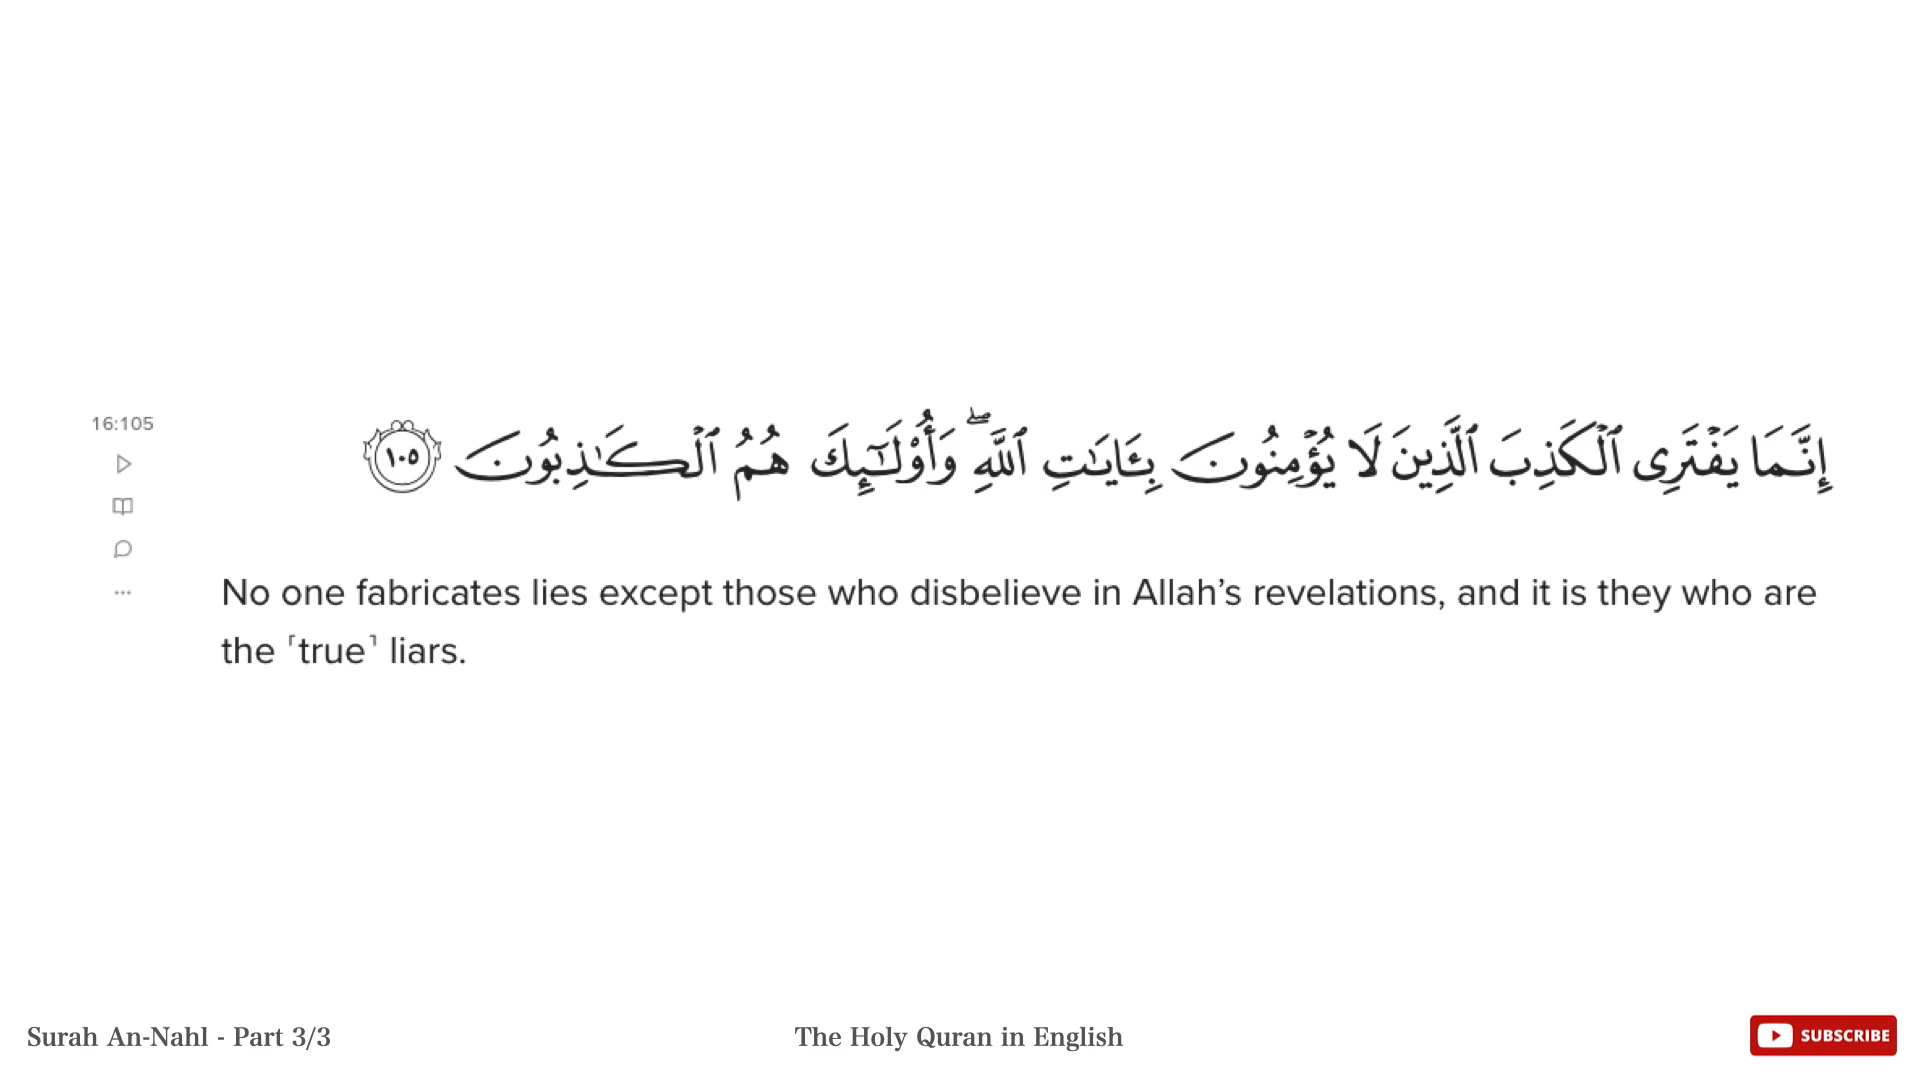 16:105
إِنَّمَا يَفْتَرِى ٱلْكَذِبَ ٱلَّذِينَ لَا يُؤْمِنُونَ بِـَٔايَـٰتِ ٱللَّهِ ۖ وَأُو۟لَـٰٓئِكَ هُمُ ٱلْكَـٰذِبُونَ ١٠٥
No one fabricates lies except those who disbelieve in Allah’s revelations, and it is they who are
the ˹true˺ liars.
Surah An-Nahl - Part 3/3
The Holy Quran in English
SUBSCRIBE